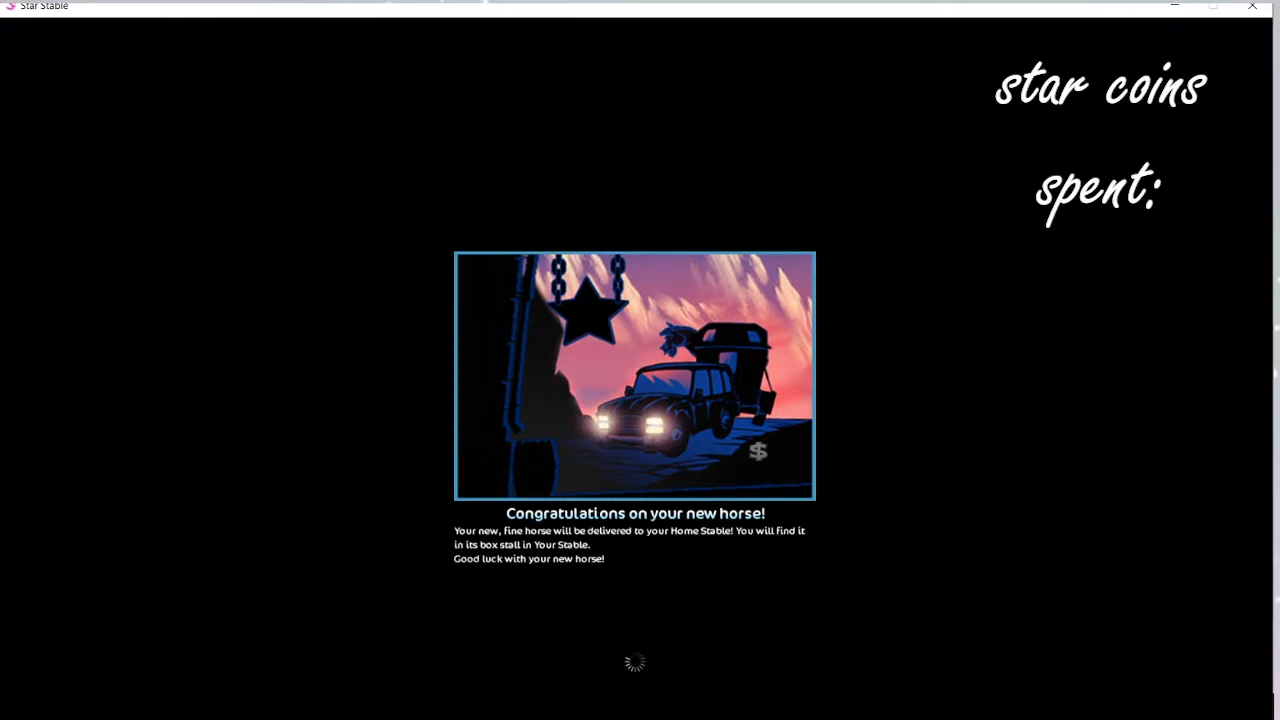 Star Stable
star coins
spent:
$
Congratulations on your new horse!
Your new, fine horse will be delivered to your Home Stable! You will find it
in its box stall in Your Stable.
Good luck with your new horse!